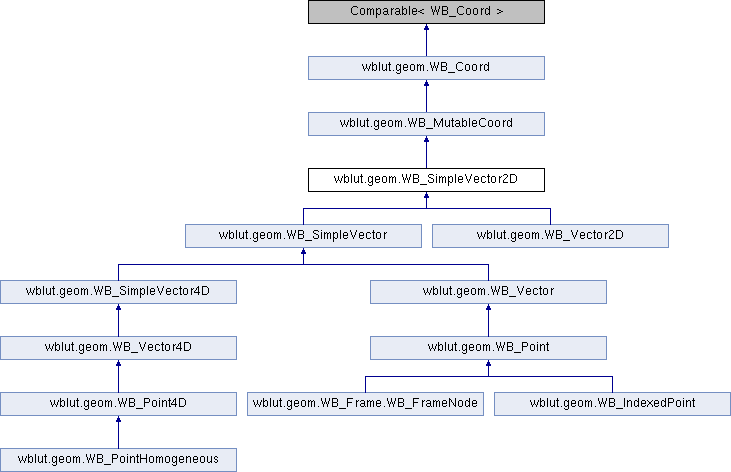 Comparable< WB_Coord >
wblut.geom.WB_Coord
wblut.geom.WB_MutableCoord
wblut.geom.WB_SimpleVector2D
wblut.geom.WB_SimpleVector
wblut.geom.WB_Vector2D
wblut.geom.WB_SimpleVector4D
wblut.geom.WB_Vector
wblut.geom.WB_Vector4D
wblut.geom.WB_Point
wblut.geom.WB_Point4D
wblut.geom.WB_Frame.WB_FrameNode
wblut.geom.WB_IndexedPoint
wblut.geom.WB_PointHomogeneous